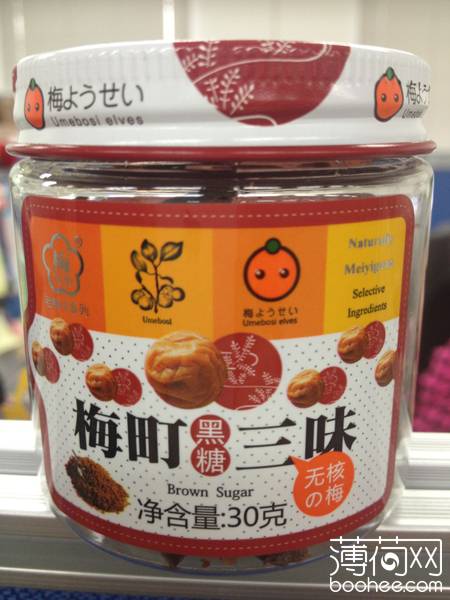 梅ようせい
Umebosi elves
梅
Umebosi
梅ようせい
Umebosi elves
Naturally
Selective
Ingredients
梅町黑糖三味
无核
の梅
Brown Sugar
净含量:30克
薄荷网
boohee.com